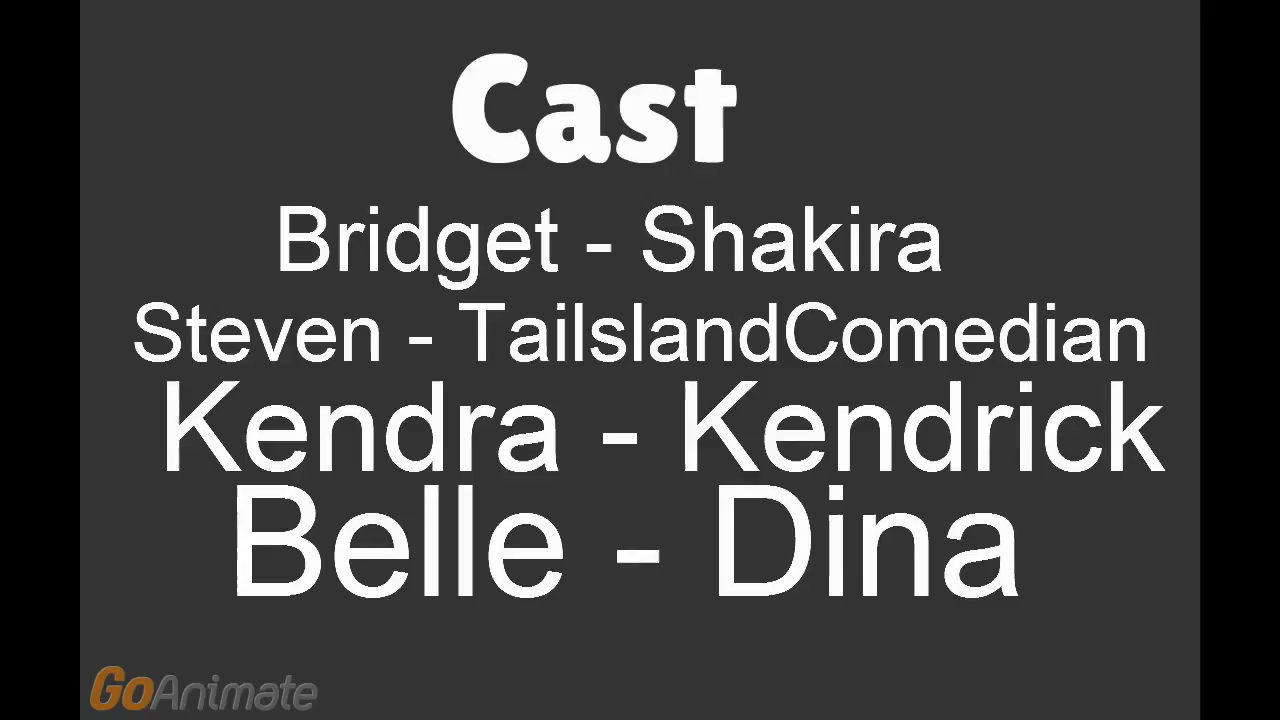 Cast
Bridget - Shakira
Steven - TailslandComedian
Kendra - Kendrick
Belle - Dina
GoAnimate